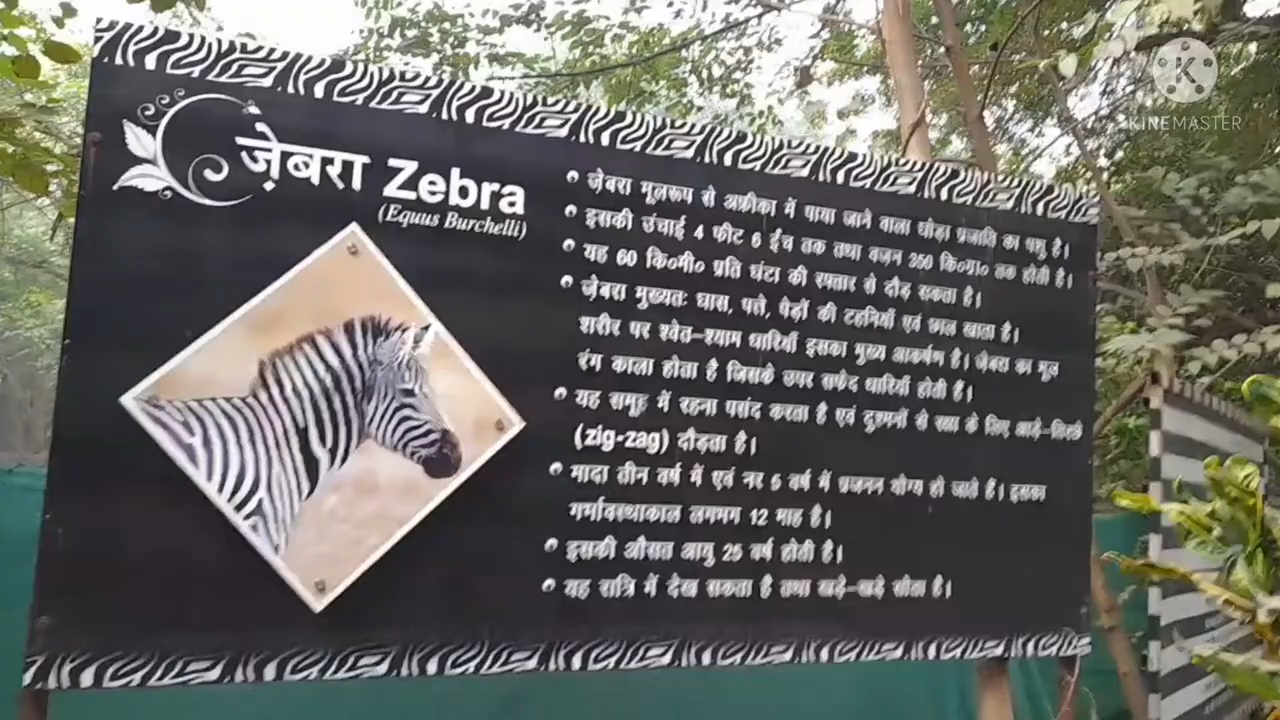 ज़ेबरा Zebra
(Equus Burchelli)
ज़ेबरा मूलरूप से अफ्रीका में पाया जाने वाला घोड़ा प्रजाति का पशु है।
इसकी उंचाई 4 फीट 6 ईंच तक तथा वजन 350 कि०ग्रा० तक होती है।
यह 60 कि०मी० प्रति घंटा की रफ्तार से दौड़ सकता है।
ज़ेबरा मुख्यतः घास, पत्ते, पेड़ों की टहनियाँ एवं छाल खाता है।
शरीर पर श्वेत-श्याम धारियाँ इसका मुख्य आकर्षण है। ज़ेबरा का मूल
रंग काला होता है जिसके उपर सफेद धारियाँ होती हैं।
यह समूह में रहना पसंद करता है एवं दुश्मनों से रक्षा के लिए आड़े-तिरछे
(zig-zag) दौड़ता है।
मादा तीन वर्ष में एवं नर 5 वर्ष में प्रजनन योग्य हो जाते हैं। इसका
गर्भावस्थाकाल लगभग 12 माह है।
इसकी औसत आयु 25 वर्ष होती है।
यह रात्रि में देख सकता है तथा खड़े-खड़े सोता है।
KINEMASTER